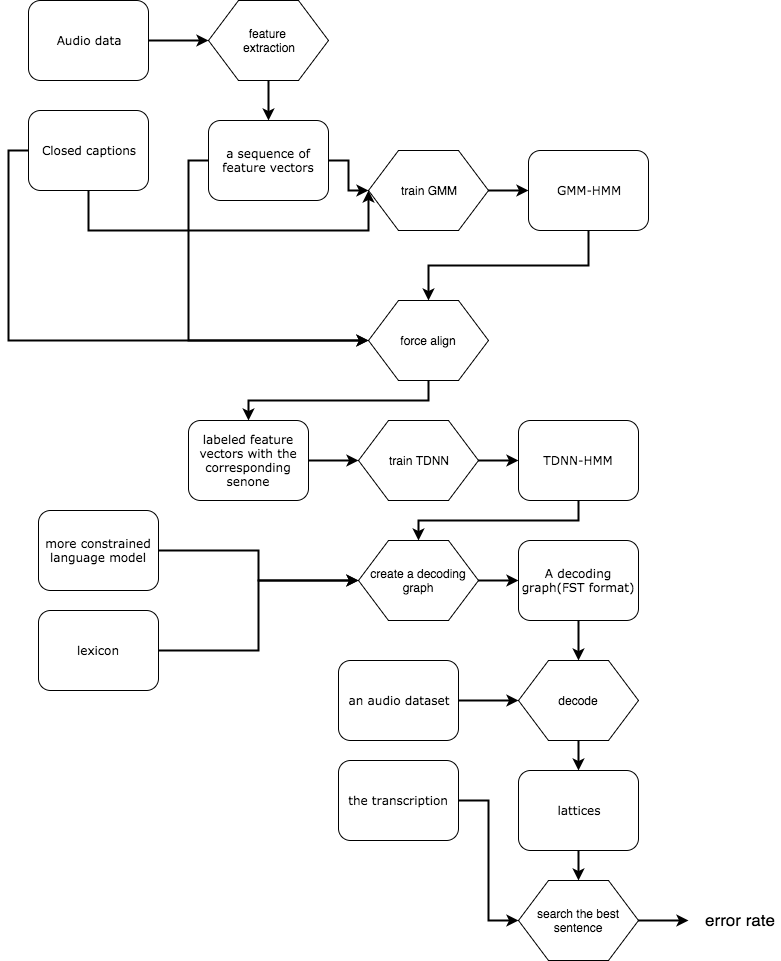 Audio data
feature
extraction
Closed captions
a sequence of
feature vectors
train GMM
GMM-HMM
force align
labeled feature
vectors with the
corresponding
senone
train TDNN
TDNN-HMM
more constrained
language model
create a decoding
graph
A decoding
graph(FST format)
lexicon
an audio dataset
decode
the transcription
lattices
search the best
sentence
error rate